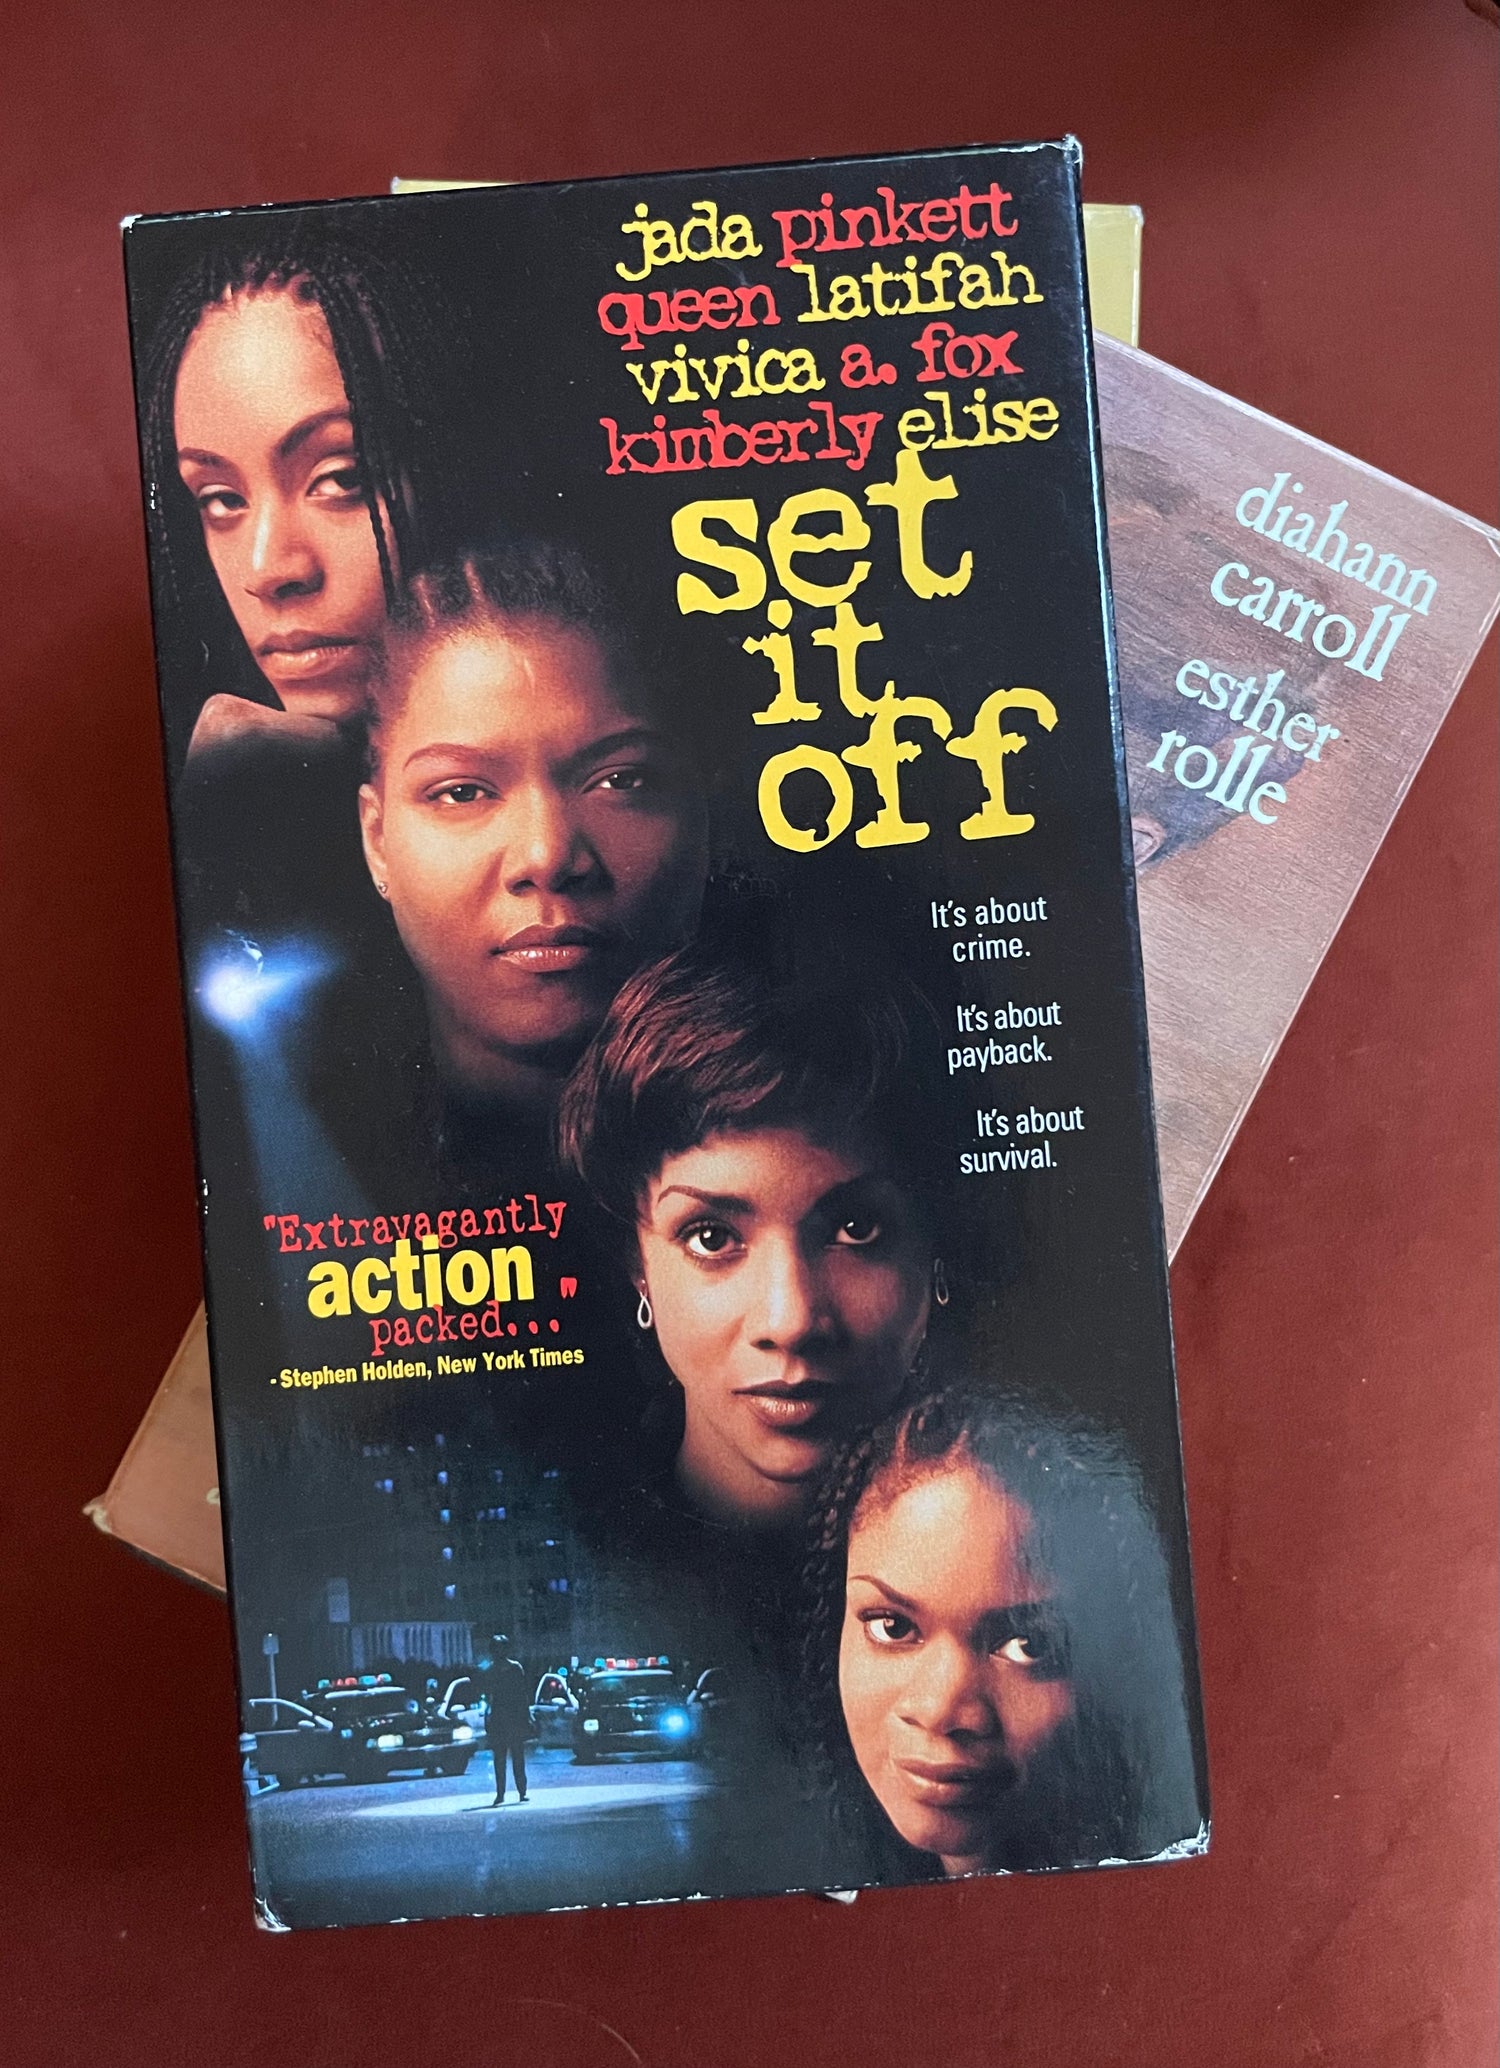 jada pinkett
queen latifah
vivica a. fox
kimberly elise
set
it
off
It's about
crime.
It's about
payback.
It's about
survival.
"Extravagantly
action
packed..."
- Stephen Holden, New York Times
diahann
carroll
esther
rolle